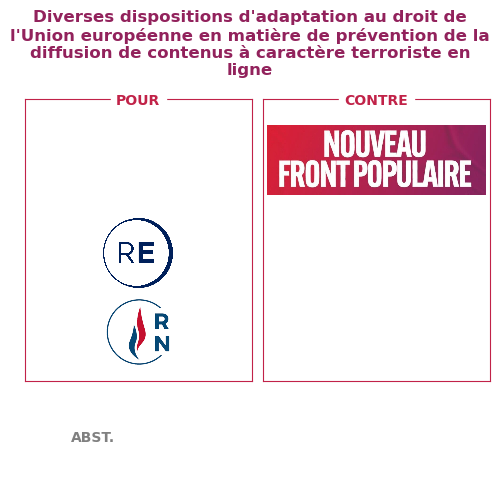 Diverses dispositions d'adaptation au droit de
l'Union européenne en matière de prévention de la
diffusion de contenus à caractère terroriste en
ligne
POUR
CONTRE
NOUVEAU
FRONT POPULAIRE
RE
R
N
ABST.